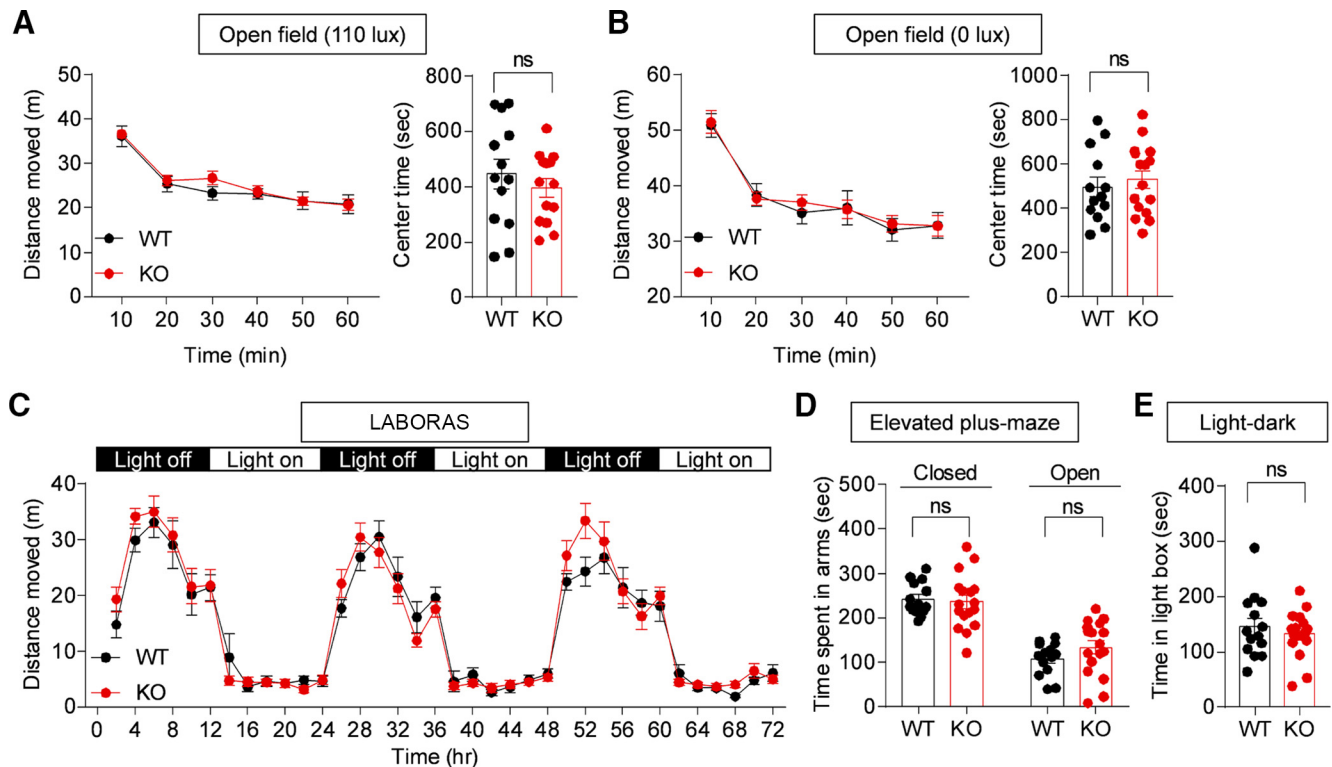 A
Open field (110 lux)
Distance moved (m)
50
40
30
20
10
0
WT
KO
10 20 30 40 50 60
Time (min)
Center time (sec)
800
600
400
200
0
ns
WT KO
B
Open field (0 lux)
Distance moved (m)
60
50
40
30
20
WT
KO
10 20 30 40 50 60
Time (min)
Center time (sec)
1000
800
600
400
200
0
ns
WT KO
C
LABORAS
Light off Light on Light off Light on Light off Light on
Distance moved (m)
40
30
20
10
0
WT
KO
0 4 8 12 16 20 24 28 32 36 40 44 48 52 56 60 64 68 72
Time (hr)
D
Elevated plus-maze
Time spent in arms (sec)
500
400
300
200
100
0
Closed Open
ns ns
WT KO WT KO
E
Light-dark
Time in light box (sec)
400
300
200
100
0
ns
WT KO